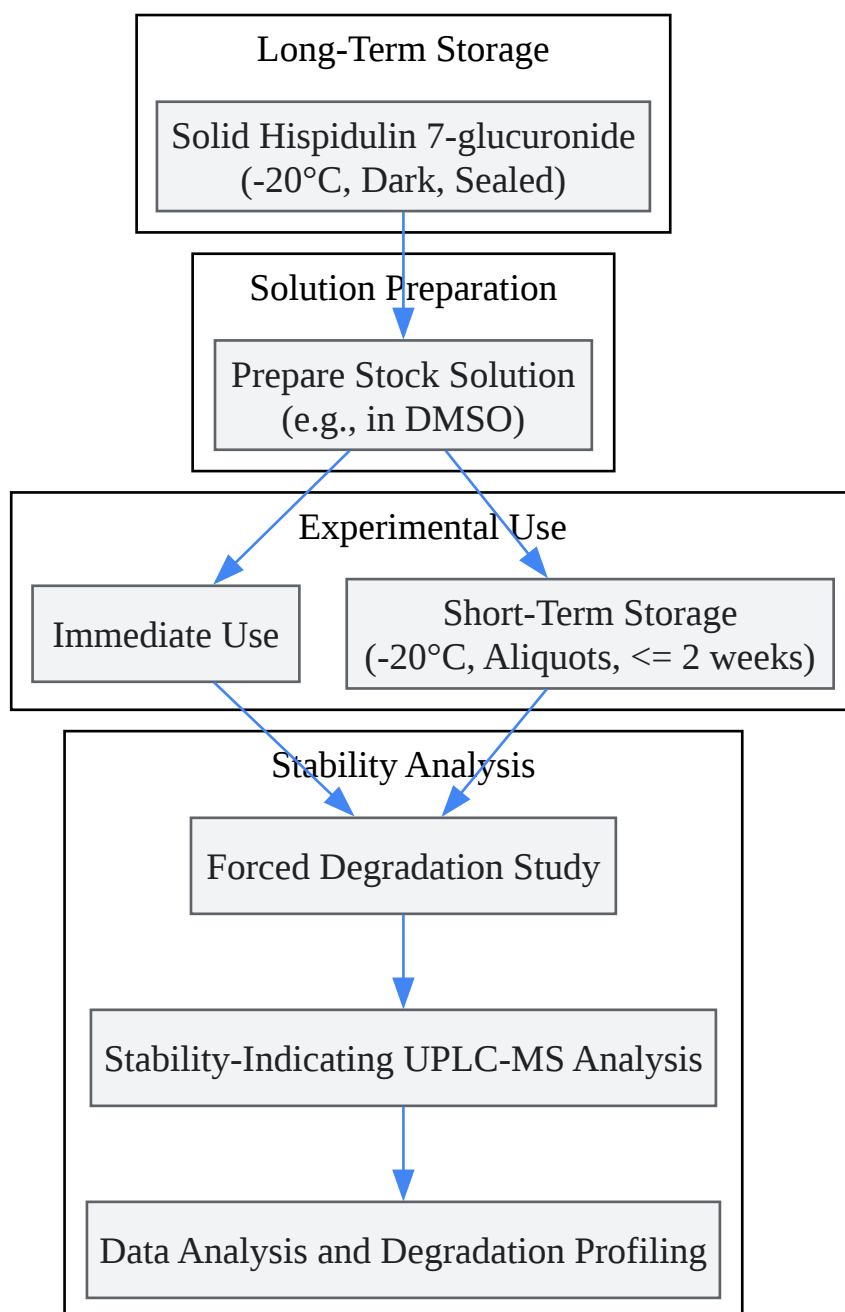 Long-Term Storage
Solid Hispidulin 7-glucuronide
(-20°C, Dark, Sealed)
Solution Preparation
Prepare Stock Solution
(e.g., in DMSO)
Experimental Use
Immediate Use
Short-Term Storage
(-20°C, Aliquots, <= 2 weeks)
Stability Analysis
Forced Degradation Study
Stability-Indicating UPLC-MS Analysis
Data Analysis and Degradation Profiling